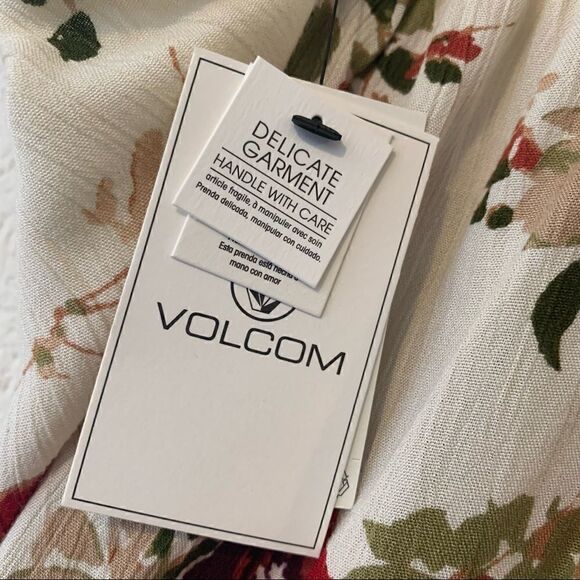 DELICATE
GARMENT
HANDLE WITH CARE
article fragile, à manipuler avec soin
Prenda delicada, manipular con cuidado.
Esta prenda está hecha a
mano con amor
VOLCOM